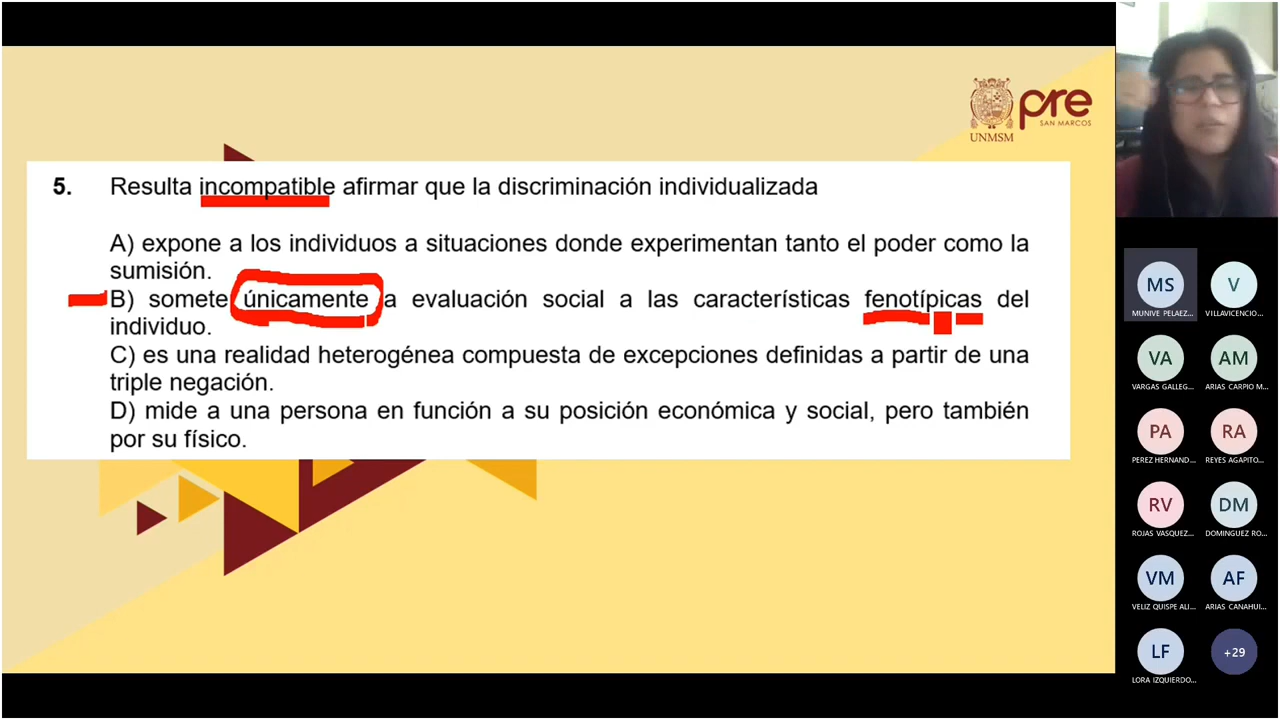 pre
SAN MARCOS
UNMSM
5. Resulta incompatible afirmar que la discriminación individualizada
A) expone a los individuos a situaciones donde experimentan tanto el poder como la
sumisión.
B) somete únicamente a evaluación social a las características fenotípicas del
individuo.
C) es una realidad heterogénea compuesta de excepciones definidas a partir de una
triple negación.
D) mide a una persona en función a su posición económica y social, pero también
por su físico.
MS V
MUNIVE PELAEZ... VILLAVICENCIO...
VA AM
VARGAS GALLEG... ARIAS CARPIO M...
PA RA
PEREZ HERNAND... REYES AGAPITO...
RV DM
ROJAS VASQUEZ... DOMINGUEZ RO...
VM AF
VELIZ QUISPE ALI... ARIAS CANAHUI...
LF +29
LORA IZQUIERDO...